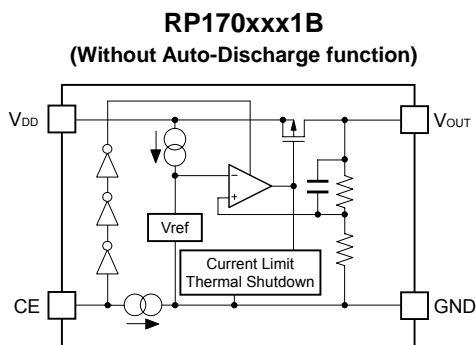 RP170xxx1B
(Without Auto-Discharge function)
VDD
VOUT
−
+
Vref
Current Limit
Thermal Shutdown
CE
GND